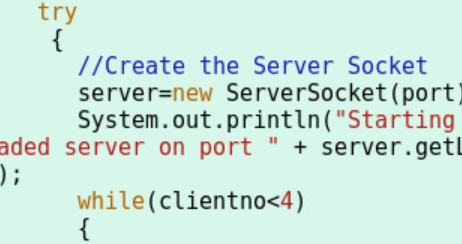 try
{
//Create the Server Socket
server=new ServerSocket(port)
System.out.println("Starting
aded server on port " + server.getL
);
while(clientno<4)
{